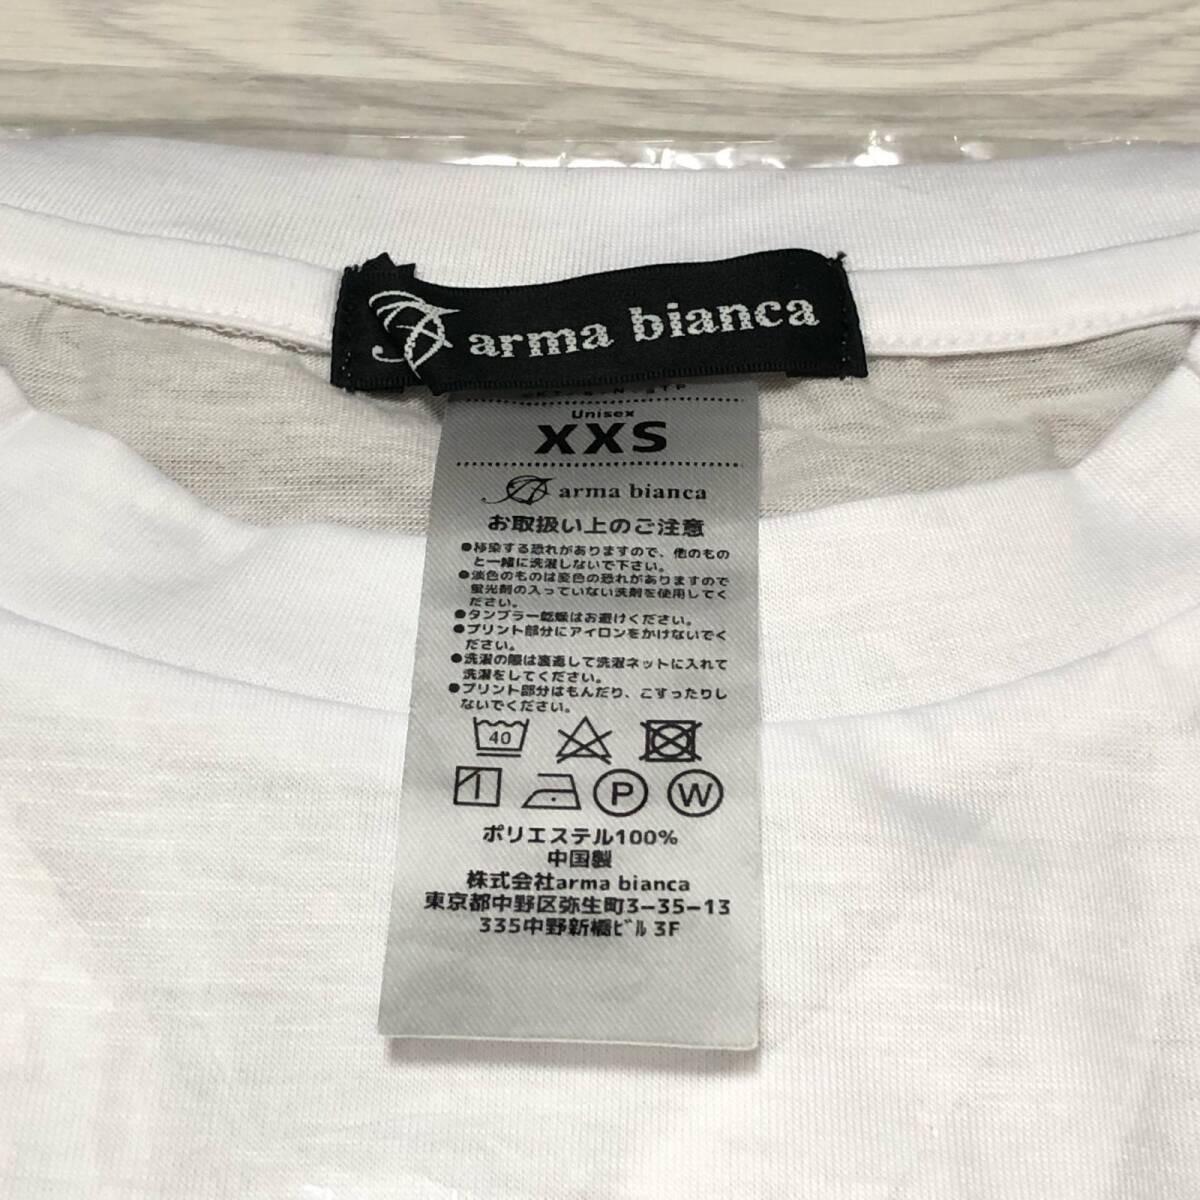 arma bianca
Unisex
XXS
arma bianca
お取扱い上のご注意
●移染する恐れがありますので、他のもの
と一緒に洗濯しないで下さい。
●淡色のものは変色の恐れがありますので
蛍光剤の入っていない洗剤を使用してく
ださい。
●タンブラー乾燥はお避けください。
●プリント部分にアイロンをかけないでく
ださい。
●洗濯の際は裏返して洗濯ネットに入れて
洗濯をしてください。
●プリント部分はもんだり、こすったりし
ないでください。
40
P W
ポリエステル100%
中国製
株式会社arma bianca
東京都中野区弥生町3-35-13
335中野新橋ビル3F